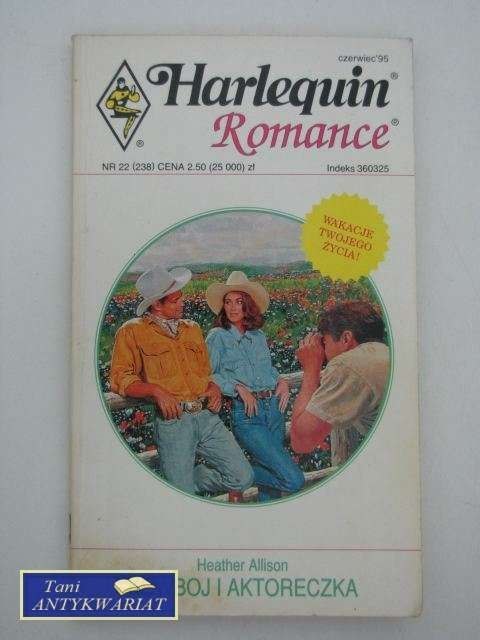 czerwiec'95
Harlequin®
Romance®
NR 22 (238) CENA 2.50 (25 000) zł
Indeks 360325
WAKACJE
TWOJEGO
ŻYCIA!
®
Heather Allison
BOJ I AKTORECZKA
Tani
ANTYKWARIAT